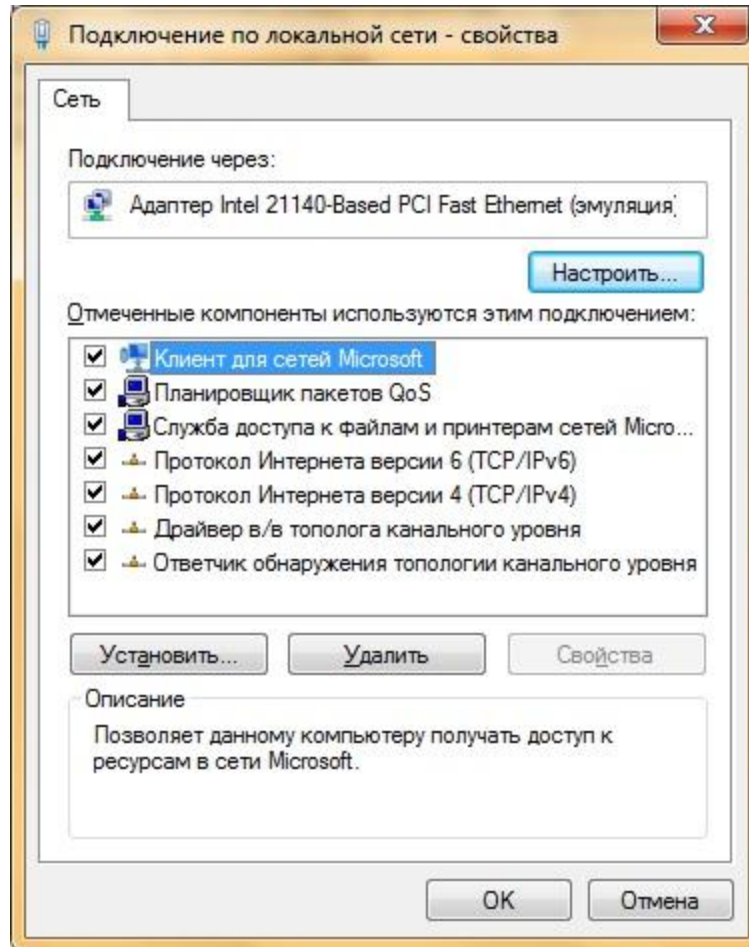 Подключение по локальной сети - свойства
Сеть
Подключение через:
Адаптер Intel 21140-Based PCI Fast Ethernet (эмуляция)
Настроить...
Отмеченные компоненты используются этим подключением:
Клиент для сетей Microsoft
Планировщик пакетов QoS
Служба доступа к файлам и принтерам сетей Micro...
Протокол Интернета версии 6 (TCP/IPv6)
Протокол Интернета версии 4 (TCP/IPv4)
Драйвер в/в тополога канального уровня
Ответчик обнаружения топологии канального уровня
Установить...
Удалить
Свойства
Описание
Позволяет данному компьютеру получать доступ к
ресурсам в сети Microsoft.
OK
Отмена